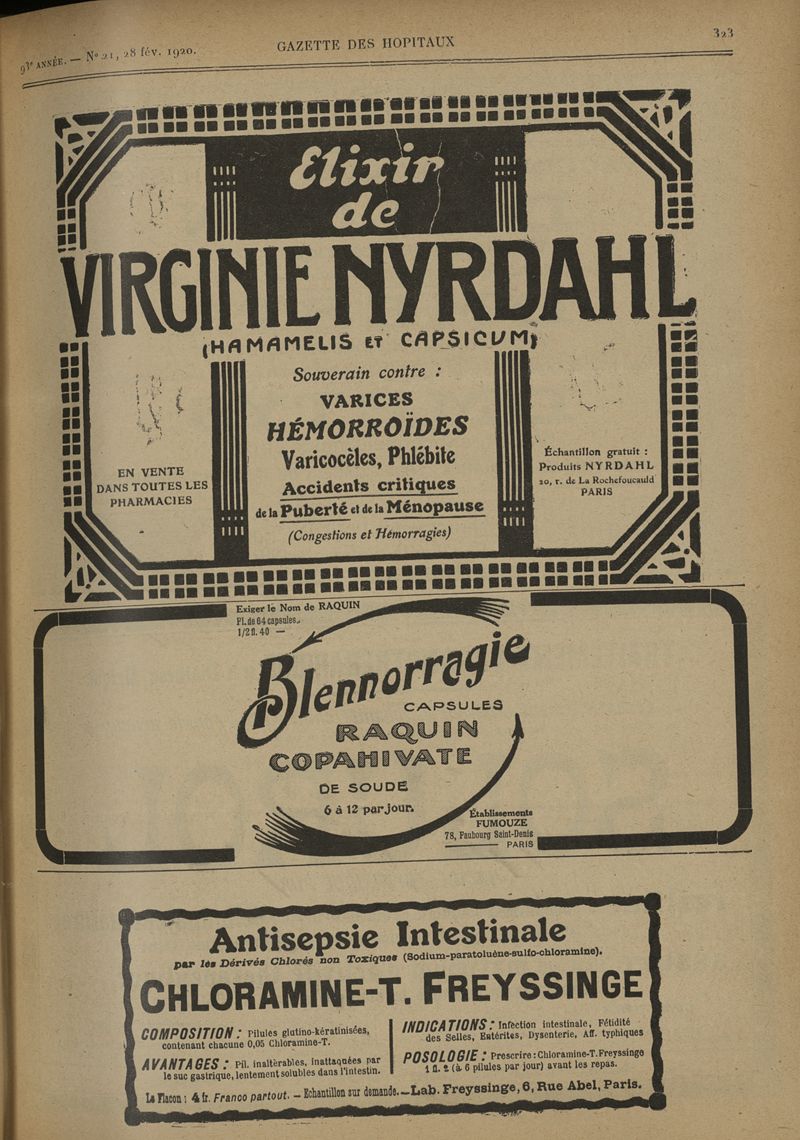 93e ANNÉE. — No 21, 28 fév. 1920.
GAZETTE DES HOPITAUX
323
Elixir
de
VIRGINIE NYRDAHL
(HAMAMELIS ET CAPSICUM)
Souverain contre :
VARICES
HÉMORROÏDES
Varicocèles, Phlébite
Accidents critiques
de la Puberté et de la Ménopause
(Congestions et Hémorragies)
EN VENTE
DANS TOUTES LES
PHARMACIES
Échantillon gratuit :
Produits NYRDAHL
20, r. de La Rochefoucauld
PARIS
Exiger le Nom de RAQUIN
Fl. de 64 capsules.
1/2 fl. 40 —
Blennorragie
CAPSULES
RAQUIN
COPAHIVATE
DE SOUDE
6 à 12 par jour.
Établissements
FUMOUZE
78, Faubourg Saint-Denis
PARIS
Antisepsie Intestinale
par les Dérivés Chlorés non Toxiques (Sodium-paratoluène-sulfo-chloramine).
CHLORAMINE-T. FREYSSINGE
COMPOSITION : Pilules glutino-kératinisées,
contenant chacune 0,05 Chloramine-T.
AVANTAGES : Pil. inaltérables, inattaquées par
le suc gastrique, lentement solubles dans l'intestin.
INDICATIONS : Infection intestinale, Fétidité
des Selles, Entérites, Dysenterie, Aff. typhiques
POSOLOGIE : Prescrire : Chloramine-T. Freyssinge
1 fl. 2 (à 6 pilules par jour) avant les repas.
Le Flacon : 4 fr. Franco partout. — Echantillon sur demande. — Lab. Freyssinge, 6, Rue Abel, Paris.